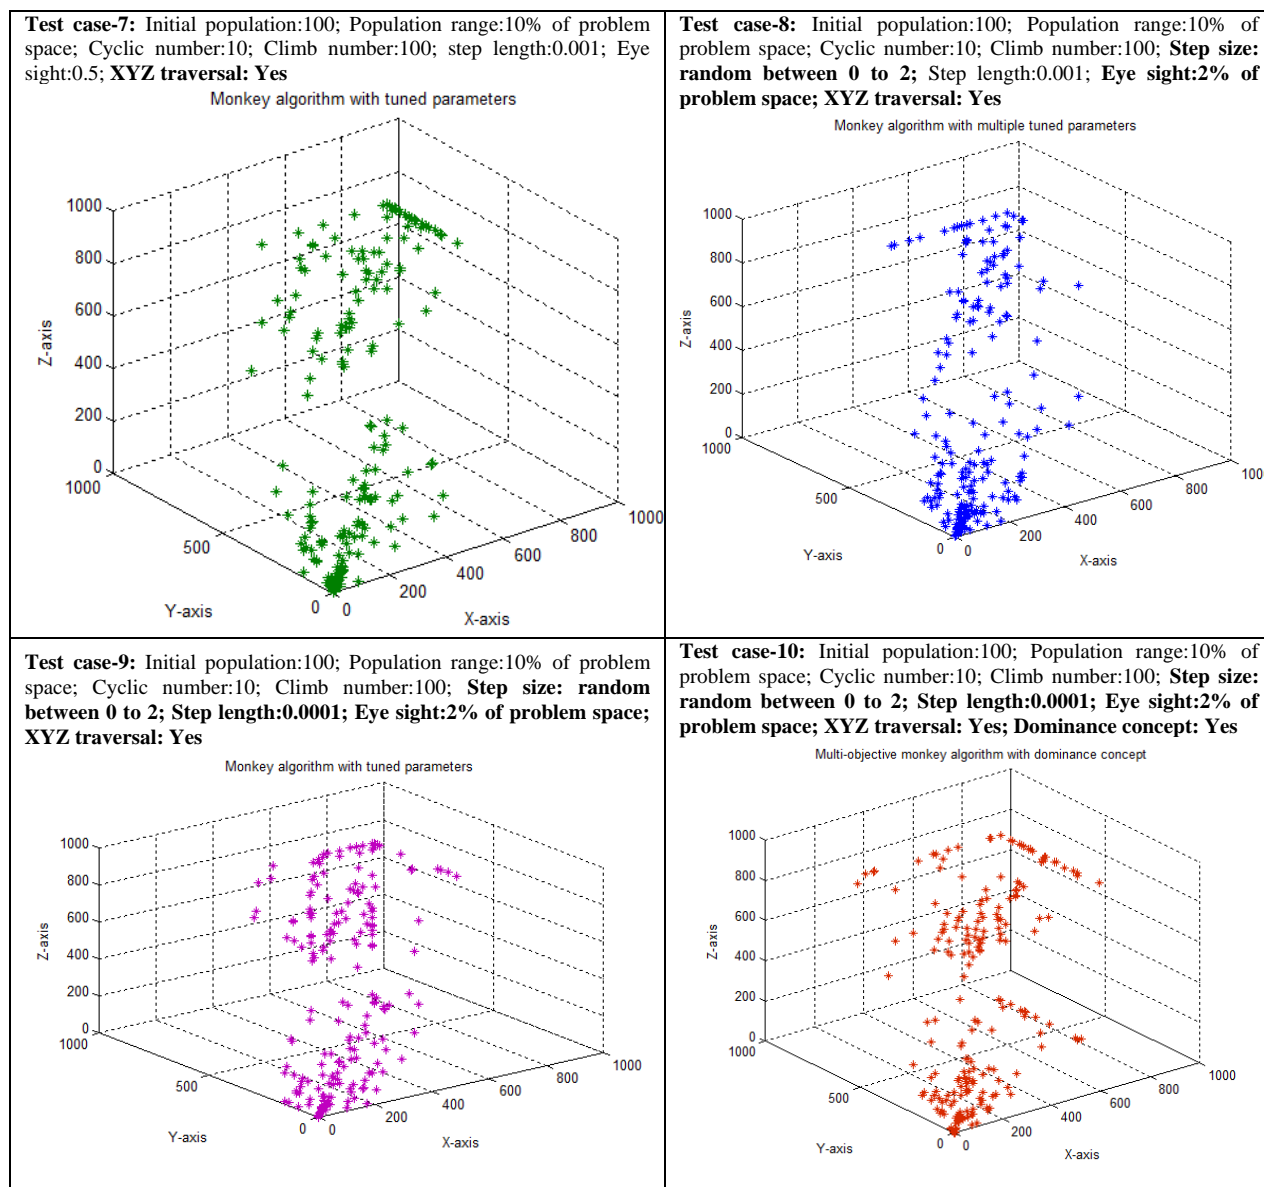 Test case-7: Initial population:100; Population range:10% of problem
space; Cyclic number:10; Climb number:100; step length:0.001; Eye
sight:0.5; XYZ traversal: Yes
Monkey algorithm with tuned parameters
1000
800
600
400
200
0
Z-axis
1000
500
0
Y-axis
0
200
400
600
800
1000
X-axis
Test case-8: Initial population:100; Population range:10% of
problem space; Cyclic number:10; Climb number:100; Step size:
random between 0 to 2; Step length:0.001; Eye sight:2% of
problem space; XYZ traversal: Yes
Monkey algorithm with multiple tuned parameters
1000
800
600
400
200
0
Z-axis
1000
500
0
Y-axis
0
200
400
600
800
100
X-axis
Test case-9: Initial population:100; Population range:10% of problem
space; Cyclic number:10; Climb number:100; Step size: random
between 0 to 2; Step length:0.0001; Eye sight:2% of problem space;
XYZ traversal: Yes
Monkey algorithm with tuned parameters
1000
800
600
400
200
0
Z-axis
1000
500
0
Y-axis
0
200
400
600
800
1000
X-axis
Test case-10: Initial population:100; Population range:10% of
problem space; Cyclic number:10; Climb number:100; Step size:
random between 0 to 2; Step length:0.0001; Eye sight:2% of
problem space; XYZ traversal: Yes; Dominance concept: Yes
Multi-objective monkey algorithm with dominance concept
1000
800
600
400
200
0
Z-axis
1000
500
0
Y-axis
0
200
400
600
800
1000
X-axis